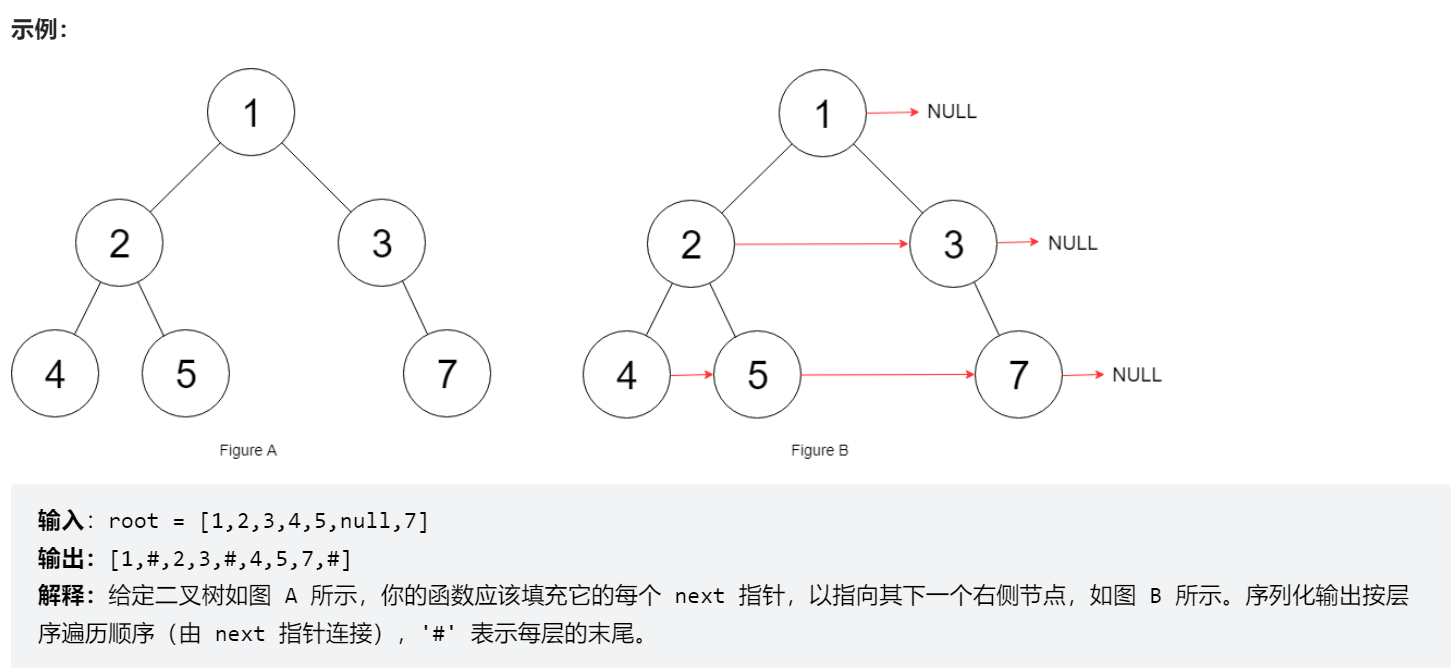 示例：
1
1 NULL
2 3
2 3 NULL
4 5 7
4 5 7 NULL
Figure A
Figure B
输入：root = [1,2,3,4,5,null,7]
输出：[1,#,2,3,#,4,5,7,#]
解释：给定二叉树如图 A 所示，你的函数应该填充它的每个 next 指针，以指向其下一个右侧节点，如图 B 所示。序列化输出按层
序遍历顺序（由 next 指针连接），'#' 表示每层的末尾。